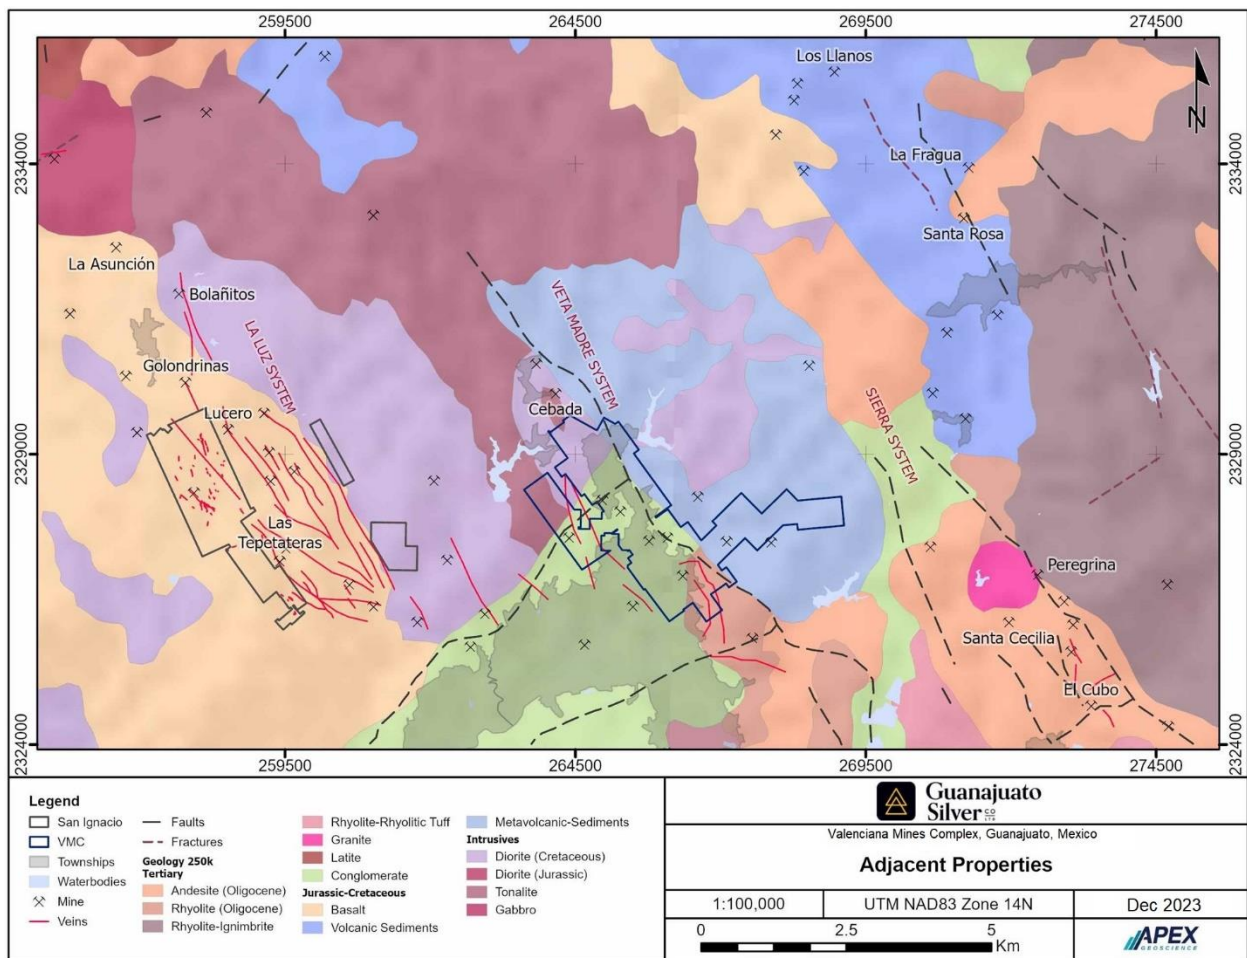 259500
264500
269500
274500
Los Llanos
N
2334000
2334000
La Fragua
Santa Rosa
La Asunción
Bolañitos
LA LUZ SYSTEM
VETA MADRE SYSTEM
Golondrinas
Lucero
Cebada
SIERRA SYSTEM
2329000
2329000
Las
Tepetateras
Peregrina
Santa Cecilia
El Cubo
2324000
2324000
259500
264500
269500
274500
Legend
San Ignacio
VMC
Townships
Waterbodies
Mine
Veins
Faults
Fractures
Geology 250k
Tertiary
Andesite (Oligocene)
Rhyolite (Oligocene)
Rhyolite-Ignimbrite
Rhyolite-Rhyolitic Tuff
Granite
Latite
Conglomerate
Jurassic-Cretaceous
Basalt
Volcanic Sediments
Metavolcanic-Sediments
Intrusives
Diorite (Cretaceous)
Diorite (Jurassic)
Tonalite
Gabbro
Guanajuato
Silver CO LTD
Valenciana Mines Complex, Guanajuato, Mexico
Adjacent Properties
1:100,000
UTM NAD83 Zone 14N
Dec 2023
0 2.5 5
Km
APEX
GEOSCIENCE